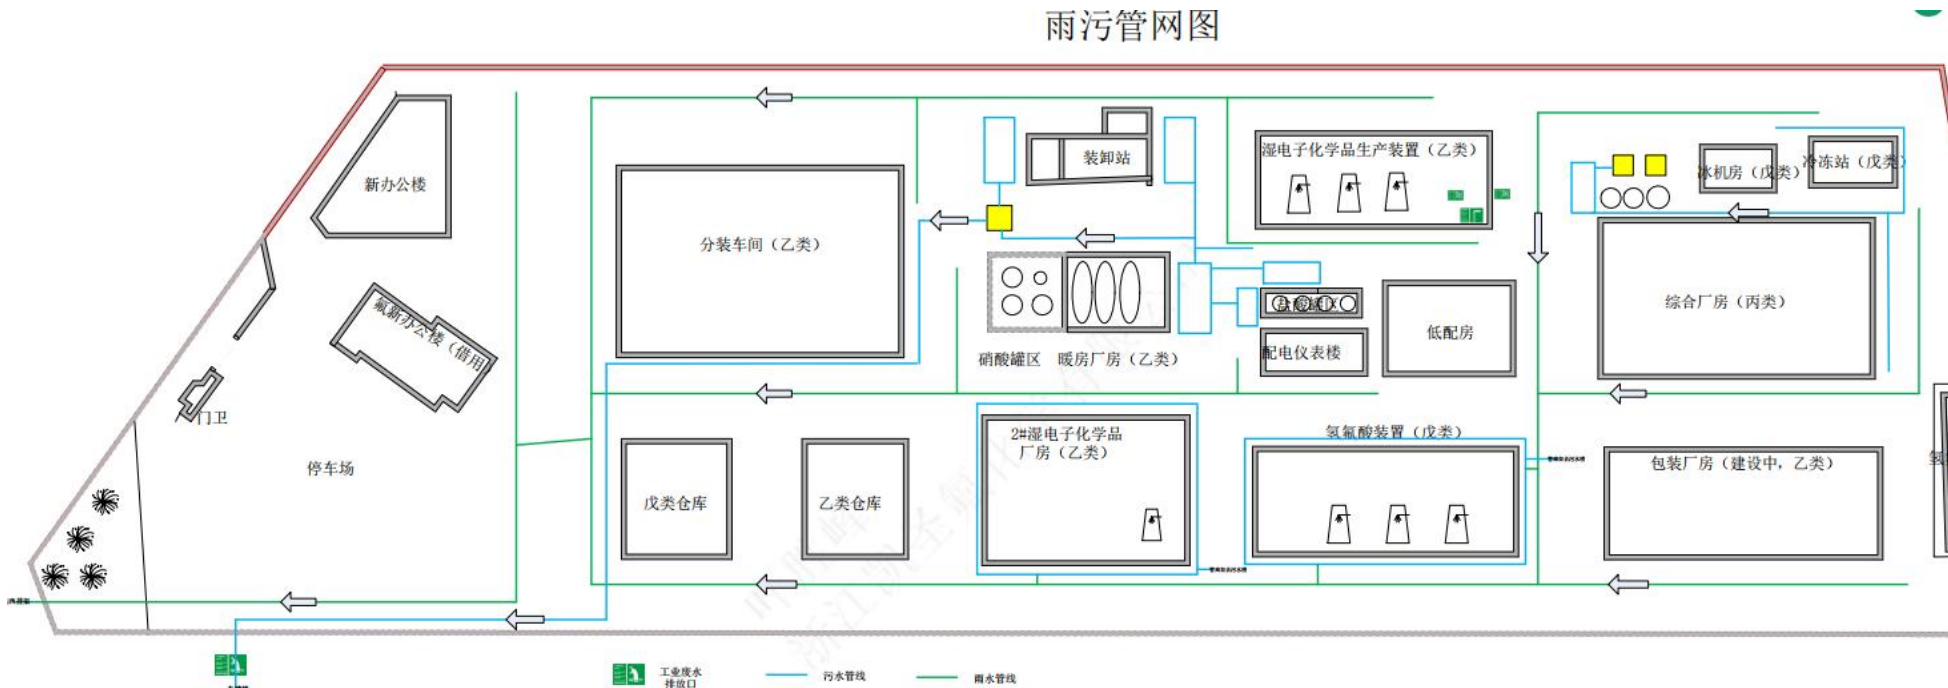 雨污管网图
新办公楼
装卸站
湿电子化学品生产装置（乙类）
冰机房（戊类）
冷冻站（戊类）
分装车间（乙类）
综合厂房（丙类）
氟新办公楼（借用
盐酸罐区
低配房
硝酸罐区
暖房厂房（乙类）
配电仪表楼
门卫
停车场
2#湿电子化学品
厂房（乙类）
氢氟酸装置（戊类）
包装厂房（建设中，乙类）
戊类仓库
乙类仓库
工业废水
排放口
污水管线
雨水管线